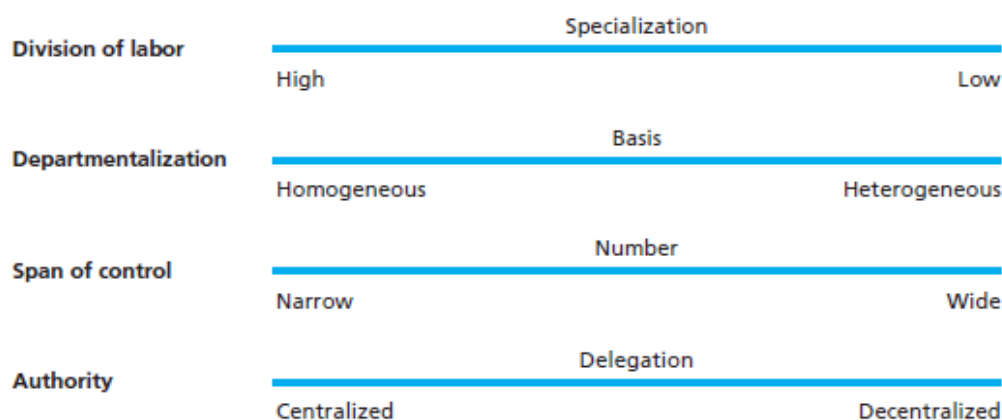 Specialization
Division of labor
High Low
Basis
Departmentalization
Homogeneous Heterogeneous
Number
Span of control
Narrow Wide
Delegation
Authority
Centralized Decentralized